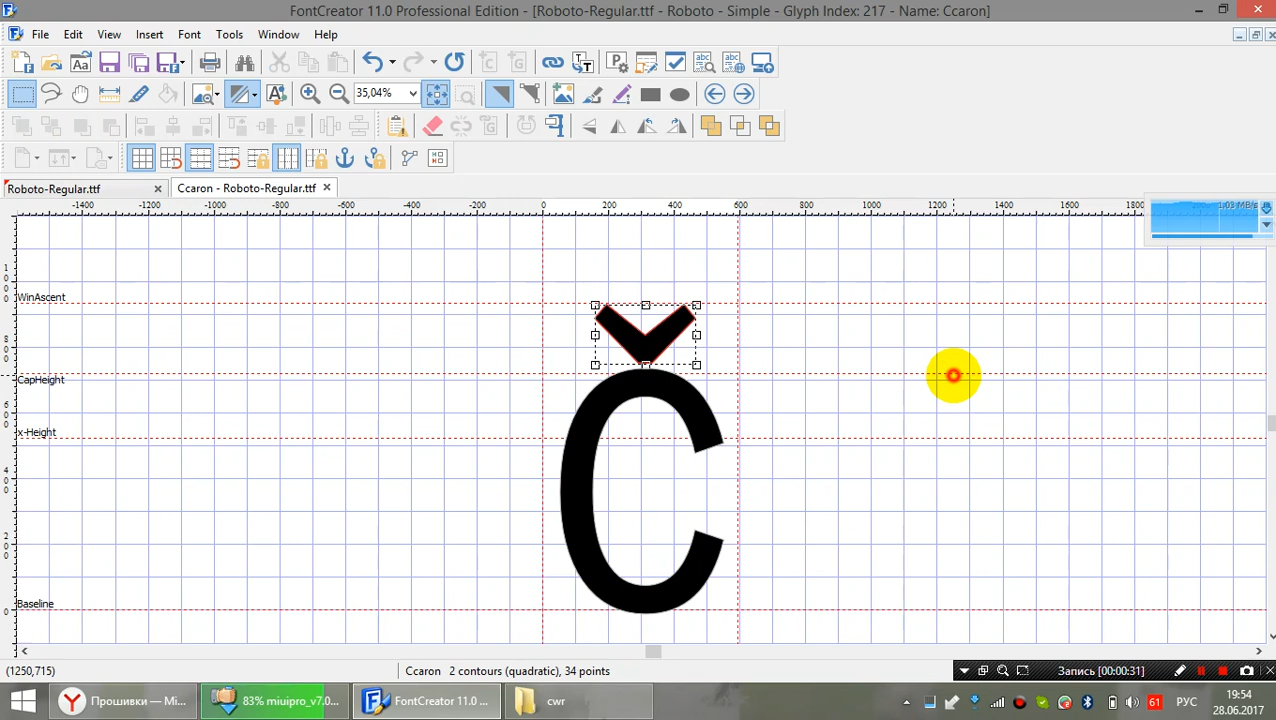 FontCreator 11.0 Professional Edition - [Roboto-Regular.ttf - Roboto - Simple - Glyph Index: 217 - Name: Ccaron]
File Edit View Insert Font Tools Window Help
35,04%
Roboto-Regular.ttf
Ccaron - Roboto-Regular.ttf
-1400 -1200 -1000 -800 -600 -400 -200 0 200 400 600 800 1000 1200 1400 1600
1.03 MB/s
WinAscent
CapHeight
x-Height
Baseline
Č
(1250,715)
Ccaron 2 contours (quadratic), 34 points
Запись [00:00:31]
Прошивки — Mi...
83% miuipro_v7.0...
FontCreator 11.0 ...
cwr
61
РУС
19:54
28.06.2017